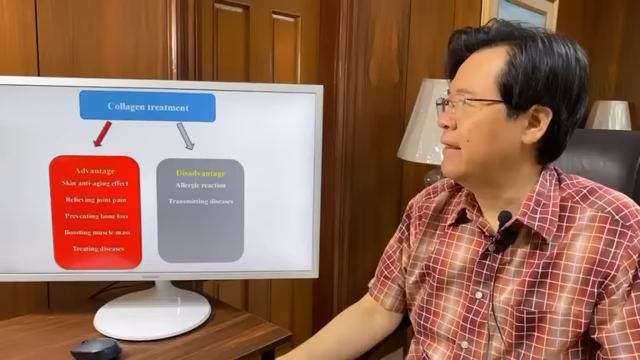 Collagen treatment
Advantage
Skin anti-aging effect
Relieving joint pain
Preventing bone loss
Boosting muscle mass
Treating diseases
Disadvantage
Allergic reaction
Transmitting diseases